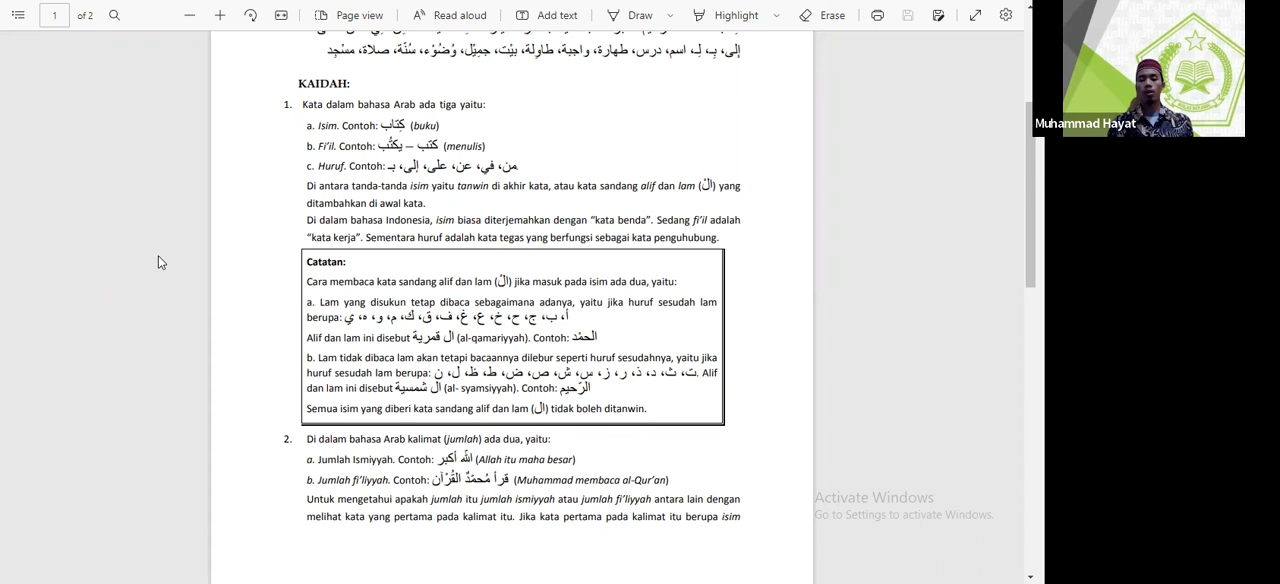 1 of 2 Page view Read aloud Add text Draw Highlight Erase
إلى، بِـ، لِـ، اسم، درس، طهارة، واجبة، طاولة، بيْت، جميْل، وُضُوْء، سُنَّة، صلاة، مسْجِد
KAIDAH:
1. Kata dalam bahasa Arab ada tiga yaitu:
a. Isim. Contoh: كِتاب (buku)
b. Fi’il. Contoh: كتب – يكتُب (menulis)
c. Huruf. Contoh: من، في، عن، على، إلى، بـ.
Di antara tanda-tanda isim yaitu tanwin di akhir kata, atau kata sandang alif dan lam (الْ) yang
ditambahkan di awal kata.
Di dalam bahasa Indonesia, isim biasa diterjemahkan dengan “kata benda”. Sedang fi’il adalah
“kata kerja”. Sementara huruf adalah kata tegas yang berfungsi sebagai kata penguhubung.
Catatan:
Cara membaca kata sandang alif dan lam (الْ) jika masuk pada isim ada dua, yaitu:
a. Lam yang disukun tetap dibaca sebagaimana adanya, yaitu jika huruf sesudah lam
berupa: أ، ب، ج، ح، خ، ع، غ، ف، ق، ك، م، و، ه، ي
Alif dan lam ini disebut ال قمرية (al-qamariyyah). Contoh: الحمْد
b. Lam tidak dibaca lam akan tetapi bacaannya dilebur seperti huruf sesudahnya, yaitu jika
huruf sesudah lam berupa: ت، ث، د، ذ، ر، ز، س، ش، ص، ض، ط، ظ، ل، ن. Alif
dan lam ini disebut ال شمسية (al- syamsiyyah). Contoh: الرّحيم
Semua isim yang diberi kata sandang alif dan lam (ال) tidak boleh ditanwin.
2. Di dalam bahasa Arab kalimat (jumlah) ada dua, yaitu:
a. Jumlah Ismiyyah. Contoh: الله أكبر (Allah itu maha besar)
b. Jumlah fi’liyyah. Contoh: قرأ مُحمّدٌ القُرْآن (Muhammad membaca al-Qur’an)
Untuk mengetahui apakah jumlah itu jumlah ismiyyah atau jumlah fi’liyyah antara lain dengan
melihat kata yang pertama pada kalimat itu. Jika kata pertama pada kalimat itu berupa isim
Activate Windows
Go to Settings to activate Windows.
Muhammad Hayat